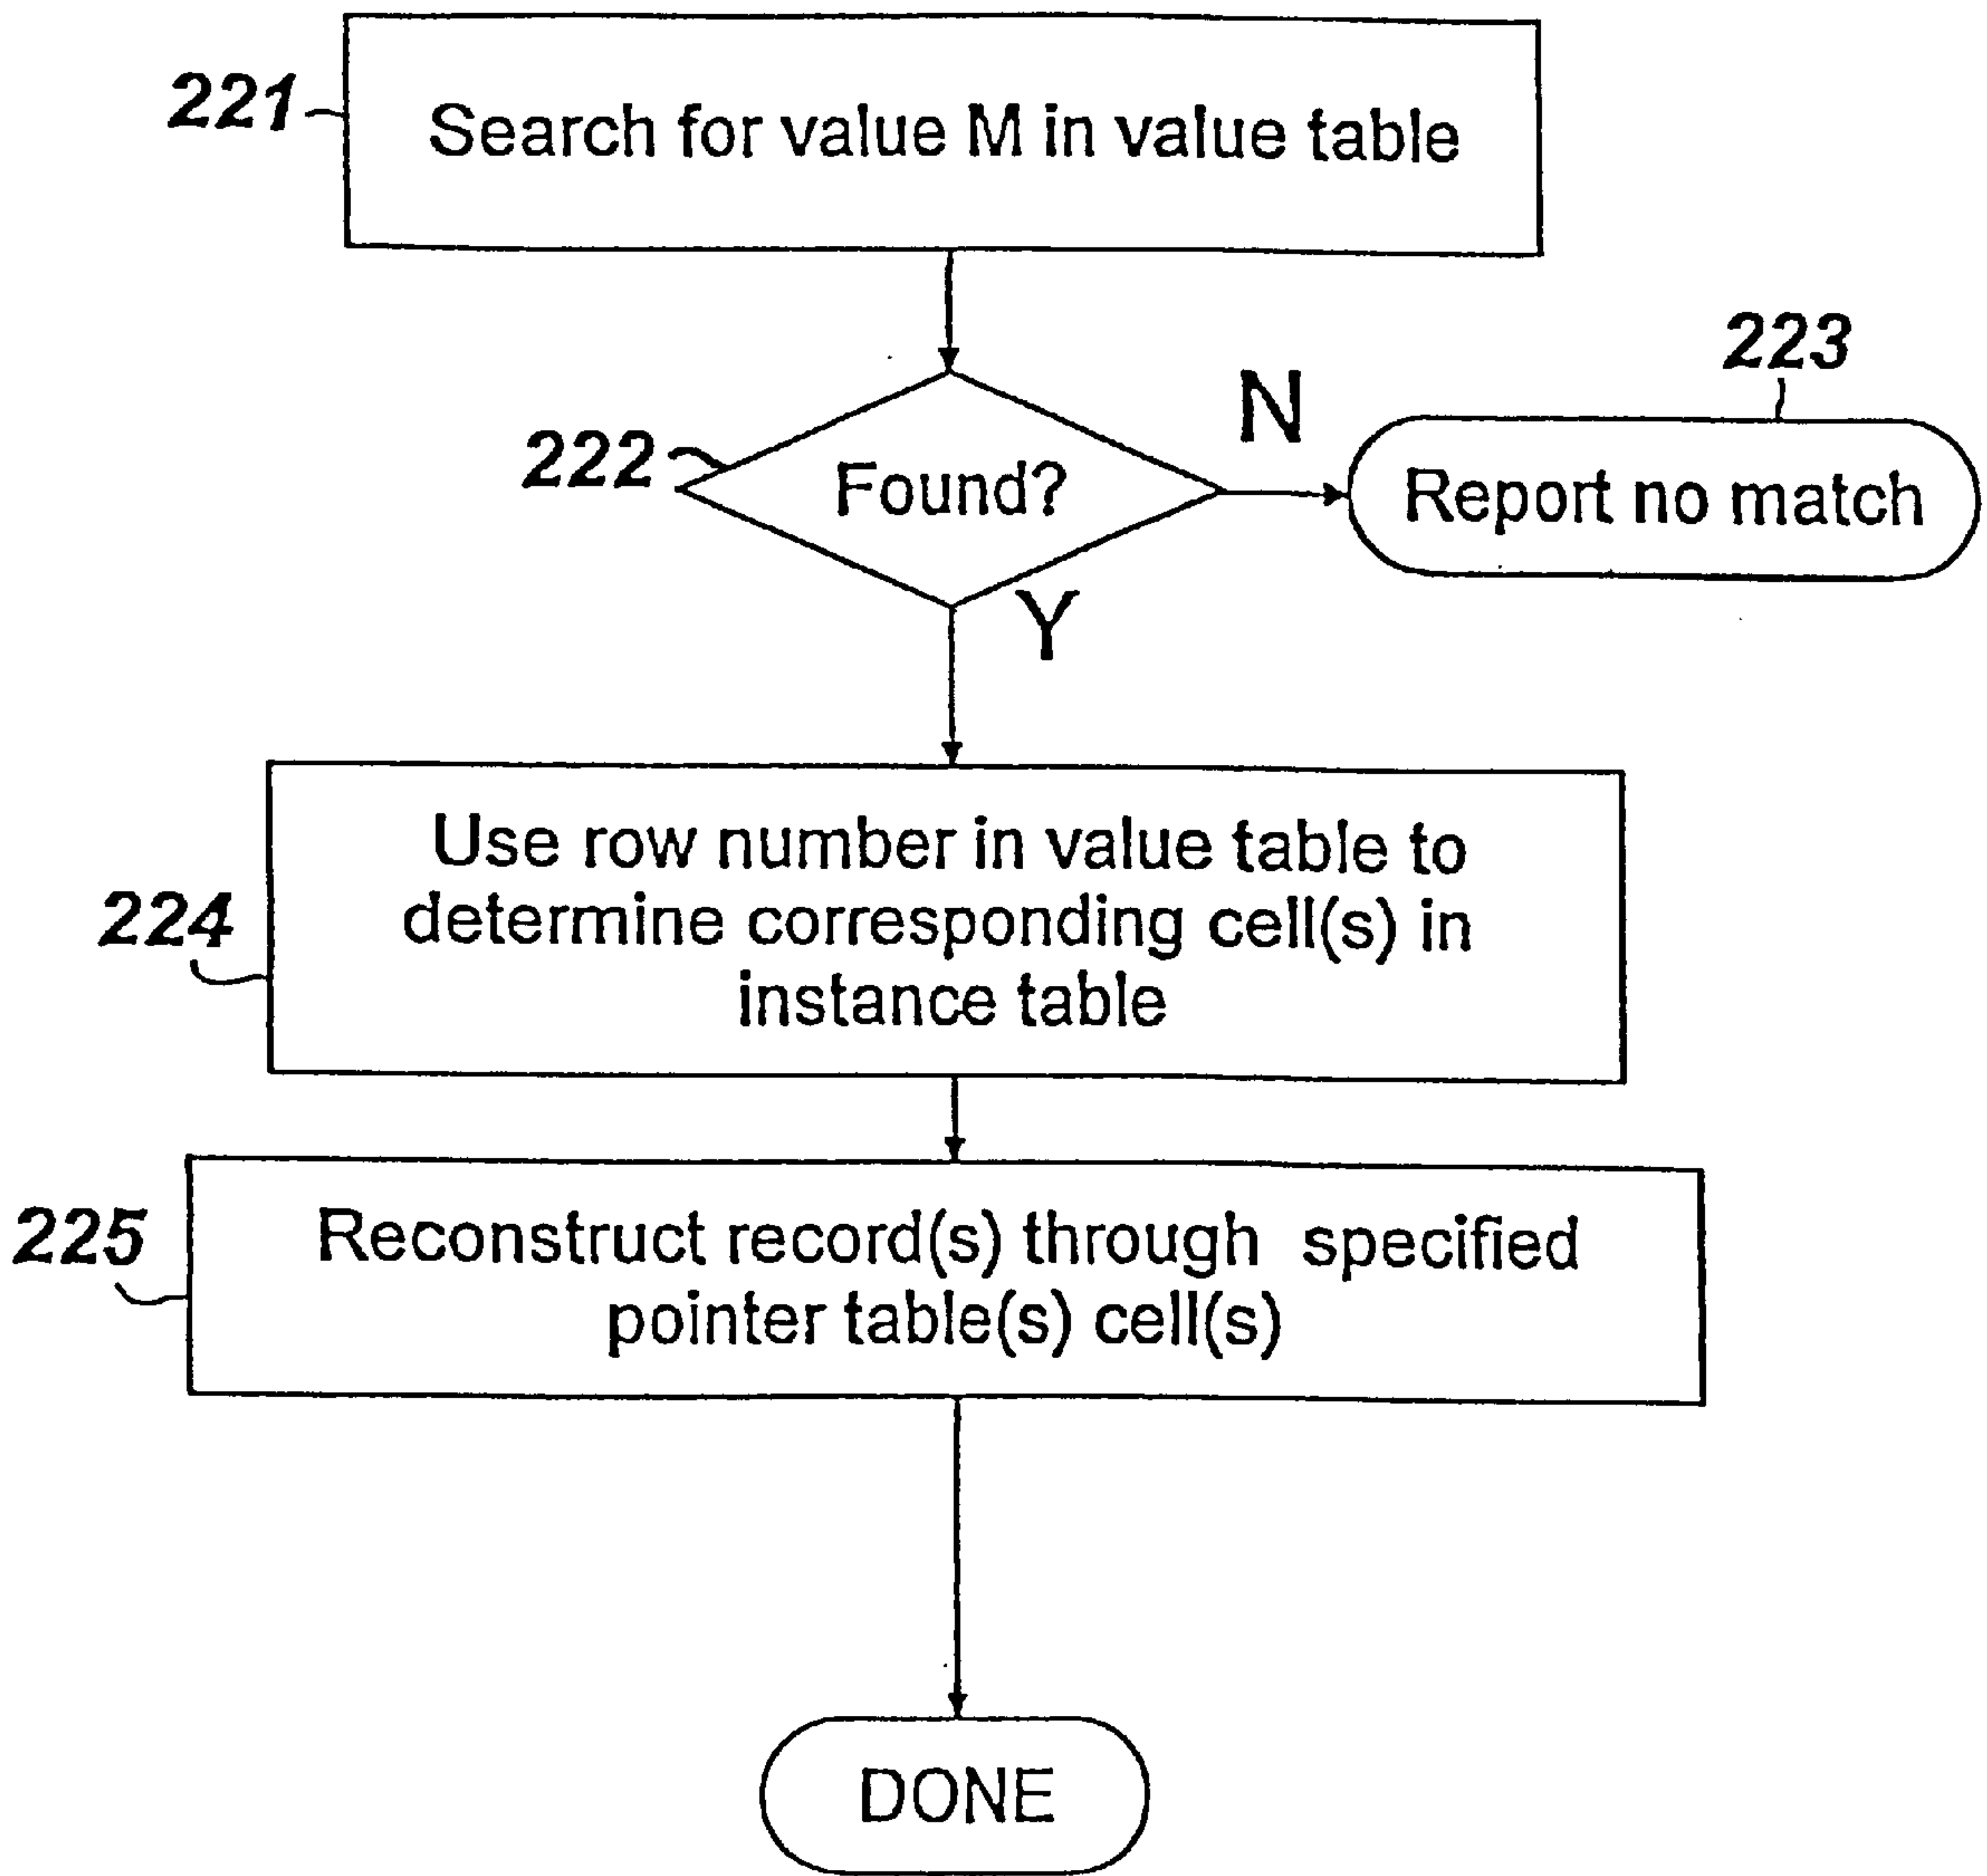 221
Search for value M in value table
223
N
222
Found?
Report no match
Y
Use row number in value table to
224
determine corresponding cell(s) in
instance table
225
Reconstruct record(s) through specified
pointer table(s) cell(s)
DONE